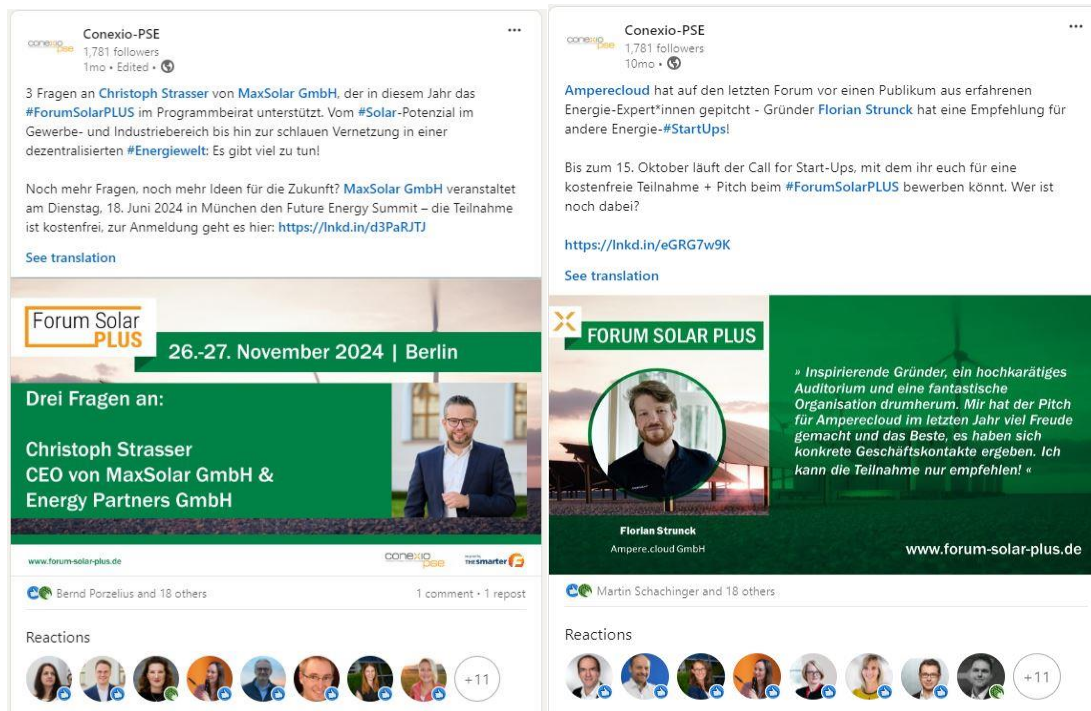 conexio
pse
Conexio-PSE
1,781 followers
1mo • Edited •
3 Fragen an Christoph Strasser von MaxSolar GmbH, der in diesem Jahr das
#ForumSolarPLUS im Programmbeirat unterstützt. Vom #Solar-Potenzial im
Gewerbe- und Industriebereich bis hin zur schlauen Vernetzung in einer
dezentralisierten #Energiewelt: Es gibt viel zu tun!
Noch mehr Fragen, noch mehr Ideen für die Zukunft? MaxSolar GmbH veranstaltet
am Dienstag, 18. Juni 2024 in München den Future Energy Summit – die Teilnahme
ist kostenfrei, zur Anmeldung geht es hier: https://lnkd.in/d3PaRJTJ
See translation
Forum Solar
PLUS
26.-27. November 2024 | Berlin
Drei Fragen an:
Christoph Strasser
CEO von MaxSolar GmbH &
Energy Partners GmbH
www.forum-solar-plus.de
conexio
pse
THE smarter E
Bernd Porzelius and 18 others
1 comment • 1 repost
Reactions
+11
conexio
pse
Conexio-PSE
1,781 followers
10mo •
Amperecloud hat auf den letzten Forum vor einen Publikum aus erfahrenen
Energie-Expert*innen gepitcht - Gründer Florian Strunck hat eine Empfehlung für
andere Energie-#StartUps!
Bis zum 15. Oktober läuft der Call for Start-Ups, mit dem ihr euch für eine
kostenfreie Teilnahme + Pitch beim #ForumSolarPLUS bewerben könnt. Wer ist
noch dabei?
https://lnkd.in/eGRG7w9K
See translation
FORUM SOLAR PLUS
» Inspirierende Gründer, ein hochkarätiges
Auditorium und eine fantastische
Organisation drumherum. Mir hat der Pitch
für Amperecloud im letzten Jahr viel Freude
gemacht und das Beste, es haben sich
konkrete Geschäftskontakte ergeben. Ich
kann die Teilnahme nur empfehlen! «
Florian Strunck
Ampere.cloud GmbH
www.forum-solar-plus.de
Martin Schachinger and 18 others
Reactions
+11